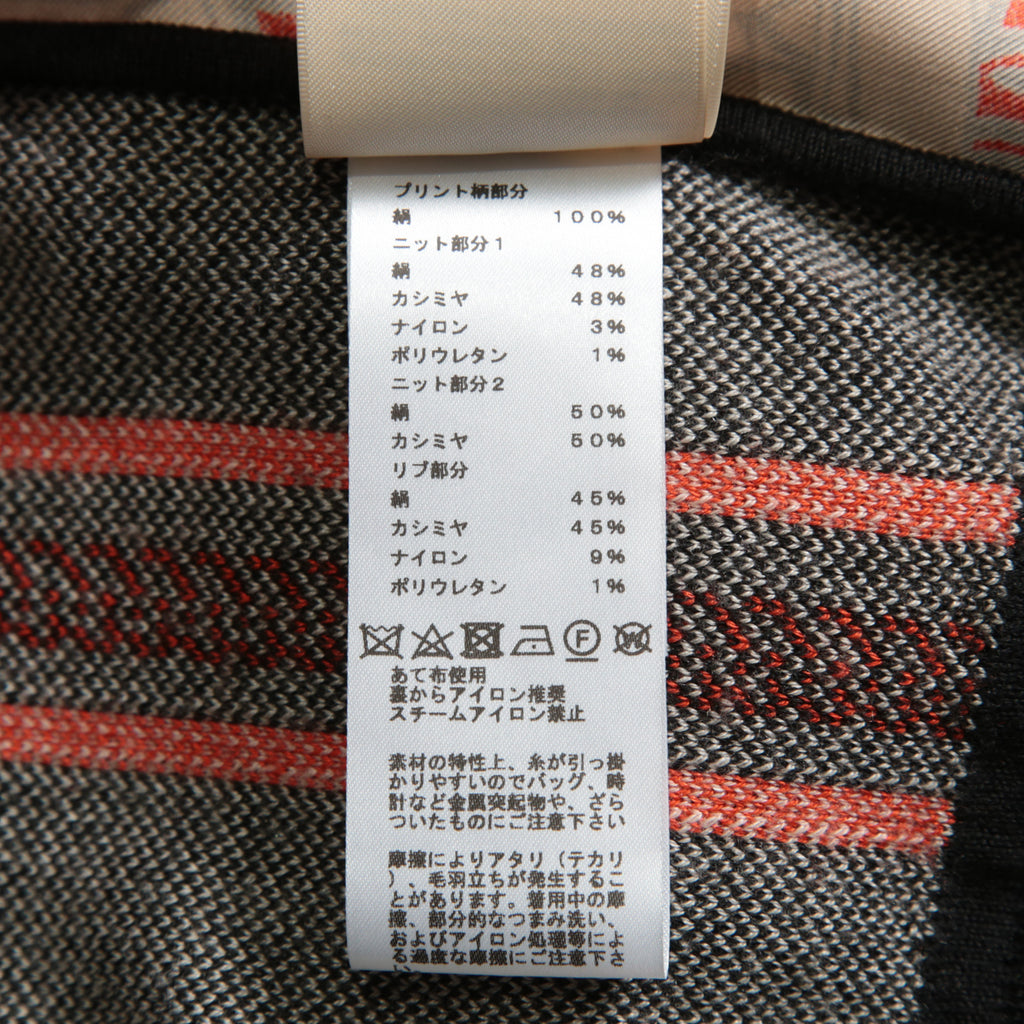 プリント柄部分
絹 100%
ニット部分1
絹 48%
カシミヤ 48%
ナイロン 3%
ポリウレタン 1%
ニット部分2
絹 50%
カシミヤ 50%
リブ部分
絹 45%
カシミヤ 45%
ナイロン 9%
ポリウレタン 1%
F W
あて布使用
裏からアイロン推奨
スチームアイロン禁止
素材の特性上、糸が引っ掛
かりやすいのでバッグ、時
計など金属突起物や、ざら
ついたものにご注意下さい
摩擦によりアタリ(テカリ
)、毛羽立ちが発生するこ
とがあります。着用中の摩
擦、部分的なつまみ洗い、
およびアイロン処理等によ
る過度な摩擦にご注意下さ